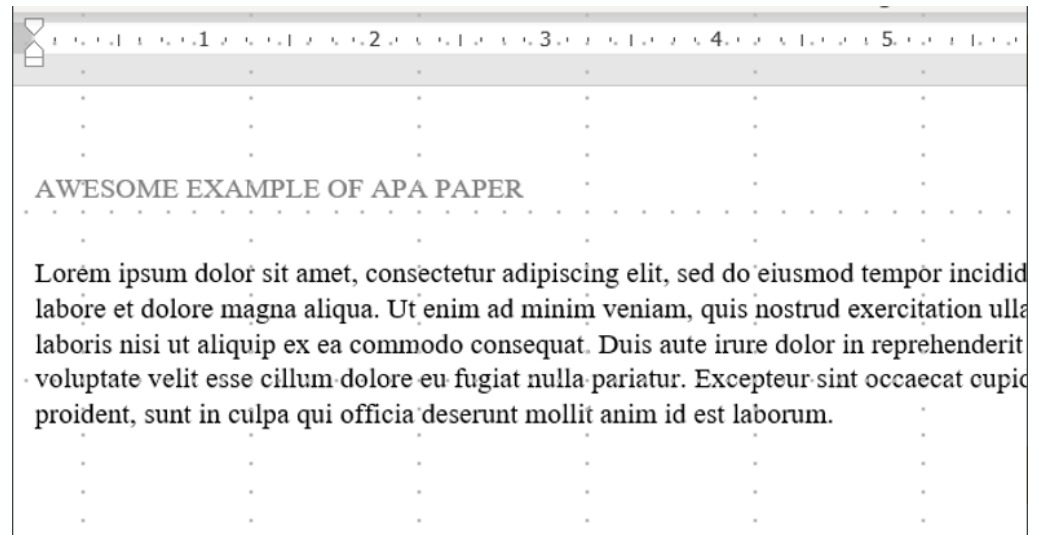 1 2 3 4 5
AWESOME EXAMPLE OF APA PAPER
Lorem ipsum dolor sit amet, consectetur adipiscing elit, sed do eiusmod tempor incidid
labore et dolore magna aliqua. Ut enim ad minim veniam, quis nostrud exercitation ulla
laboris nisi ut aliquip ex ea commodo consequat. Duis aute irure dolor in reprehenderit
voluptate velit esse cillum dolore eu fugiat nulla pariatur. Excepteur sint occaecat cupid
proident, sunt in culpa qui officia deserunt mollit anim id est laborum.